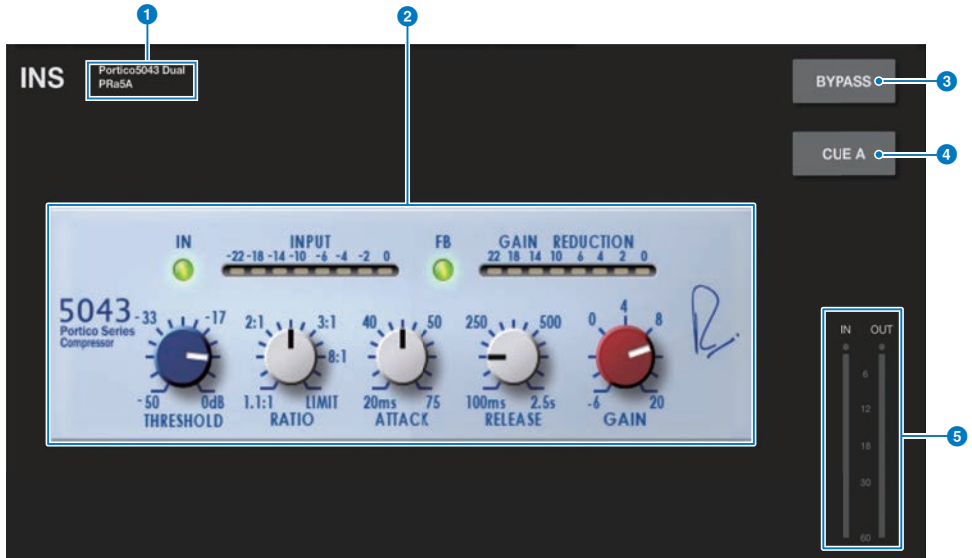 1
2
INS
Portico5043 Dual
PRa5A
BYPASS
3
CUE A
4
IN
INPUT
-22 -18 -14 -10 -6 -4 -2 0
FB
GAIN REDUCTION
22 18 14 10 6 4 2 0
5043
Portico Series
Compressor
-33 -17
-50 0dB
THRESHOLD
2:1 3:1
8:1
1.1:1 LIMIT
RATIO
40 50
20ms 75
ATTACK
250 500
100ms 2.5s
RELEASE
0 4 8
-6 20
GAIN
IN OUT
6
12
18
30
60
5